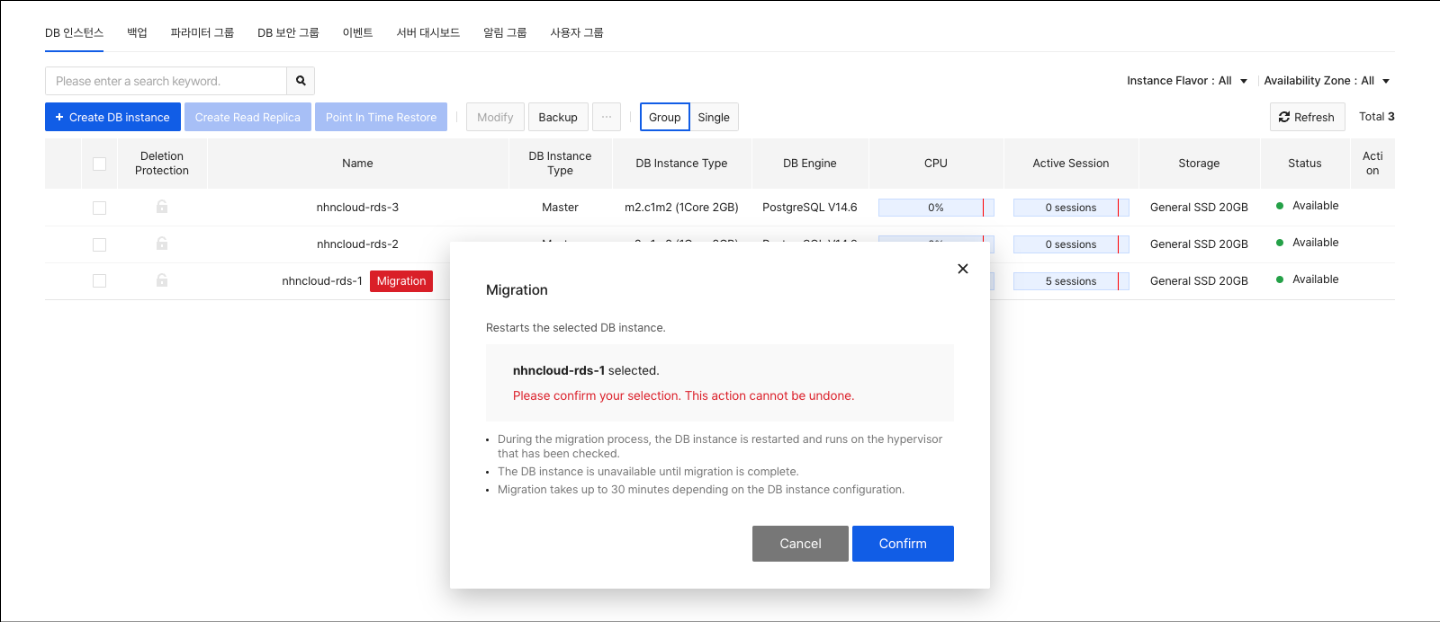 DB 인스턴스 백업 파라미터 그룹 DB 보안 그룹 이벤트 서버 대시보드 알림 그룹 사용자 그룹
Please enter a search keyword.
Instance Flavor : All Availability Zone : All
+ Create DB instance Create Read Replica Point In Time Restore Modify Backup ... Group Single Refresh Total 3
Deletion
Protection
Name
DB Instance
Type
DB Instance Type
DB Engine
CPU
Active Session
Storage
Status
Acti
on
nhncloud-rds-3 Master m2.c1m2 (1Core 2GB) PostgreSQL V14.6 0% 0 sessions General SSD 20GB Available
nhncloud-rds-2 0 sessions General SSD 20GB Available
nhncloud-rds-1 Migration 5 sessions General SSD 20GB Available
Migration
Restarts the selected DB instance.
nhncloud-rds-1 selected.
Please confirm your selection. This action cannot be undone.
• During the migration process, the DB instance is restarted and runs on the hypervisor
that has been checked.
• The DB instance is unavailable until migration is complete.
• Migration takes up to 30 minutes depending on the DB instance configuration.
Cancel Confirm